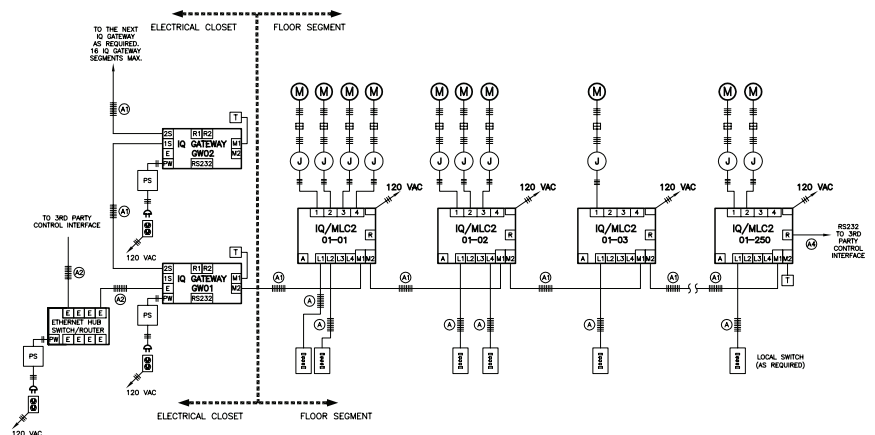 ELECTRICAL CLOSET FLOOR SEGMENT
TO THE NEXT
IQ GATEWAY
AS REQUIRED.
16 IQ GATEWAY
SEGMENTS MAX.
A1
T
2S R1 R2
1S IQ GATEWAY M1
E GW02 M2
PW RS232
PS
120 VAC
A1
TO 3RD PARTY
CONTROL INTERFACE
A2
T
2S R1 R2
1S IQ GATEWAY M1
E GW01 M2
PW RS232
A2
PS
120 VAC
E E E E
ETHERNET HUB
SWITCH/ROUTER
PW E E E E
PS
120 VAC
M M M M
J J J J
120 VAC
1 2 3 4
IQ/MLC2
01-01
R
A L1 L2 L3 L4 M1 M2
A1
A
A
M M M
J J J
120 VAC
1 2 3 4
IQ/MLC2
01-02
R
A L1 L2 L3 L4 M1 M2
A1
A A
M
J
120 VAC
1 2 3 4
IQ/MLC2
01-03
R
A L1 L2 L3 L4 M1 M2
A1
A
M M
J J
120 VAC
1 2 3 4
IQ/MLC2
01-250
R
A L1 L2 L3 L4 M1 M2
A1
A1
T
A
A4
RS232
TO 3RD
PARTY
CONTROL
INTERFACE
LOCAL SWITCH
(AS REQUIRED)
ELECTRICAL CLOSET FLOOR SEGMENT